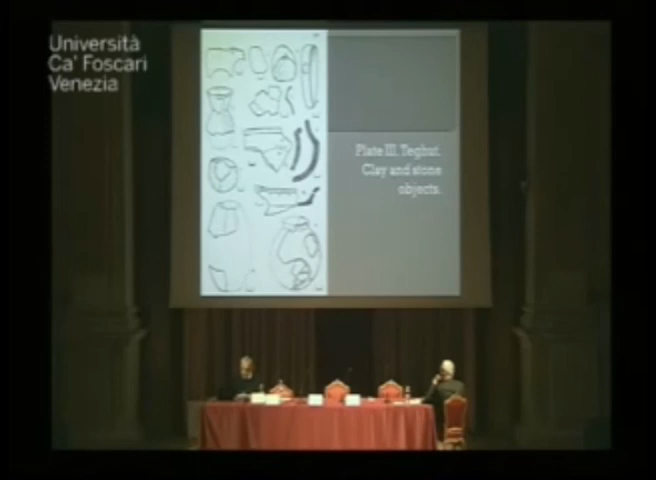 Università
Ca' Foscari
Venezia
Plate III. Teghut.
Clay and stone
objects.